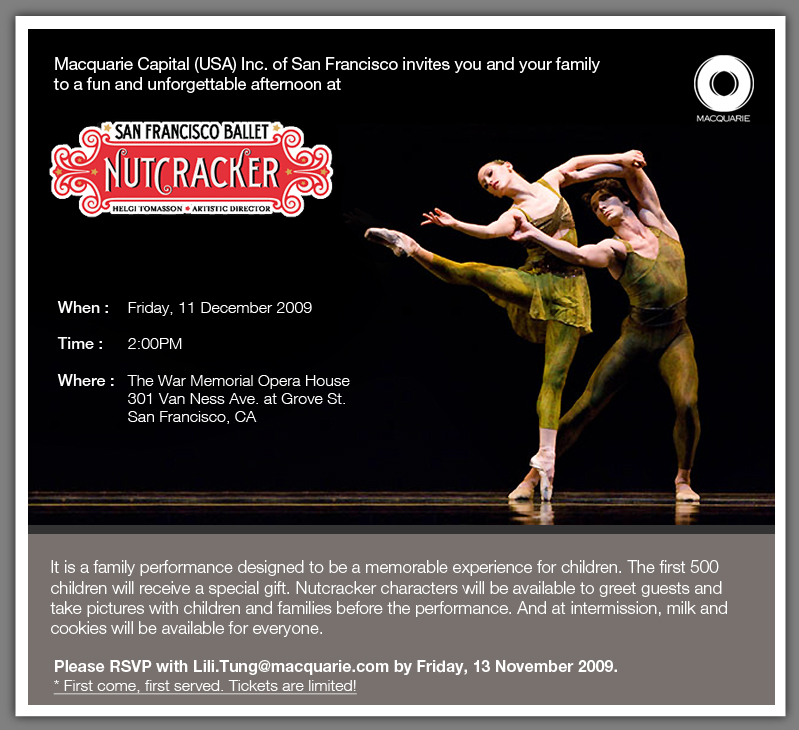 Macquarie Capital (USA) Inc. of San Francisco invites you and your family
to a fun and unforgettable afternoon at
MACQUARIE
SAN FRANCISCO BALLET
NUTCRACKER
HELGI TOMASSON • ARTISTIC DIRECTOR
When : Friday, 11 December 2009
Time : 2:00PM
Where : The War Memorial Opera House
301 Van Ness Ave. at Grove St.
San Francisco, CA
It is a family performance designed to be a memorable experience for children. The first 500
children will receive a special gift. Nutcracker characters will be available to greet guests and
take pictures with children and families before the performance. And at intermission, milk and
cookies will be available for everyone.
Please RSVP with Lili.Tung@macquarie.com by Friday, 13 November 2009.
* First come, first served. Tickets are limited!